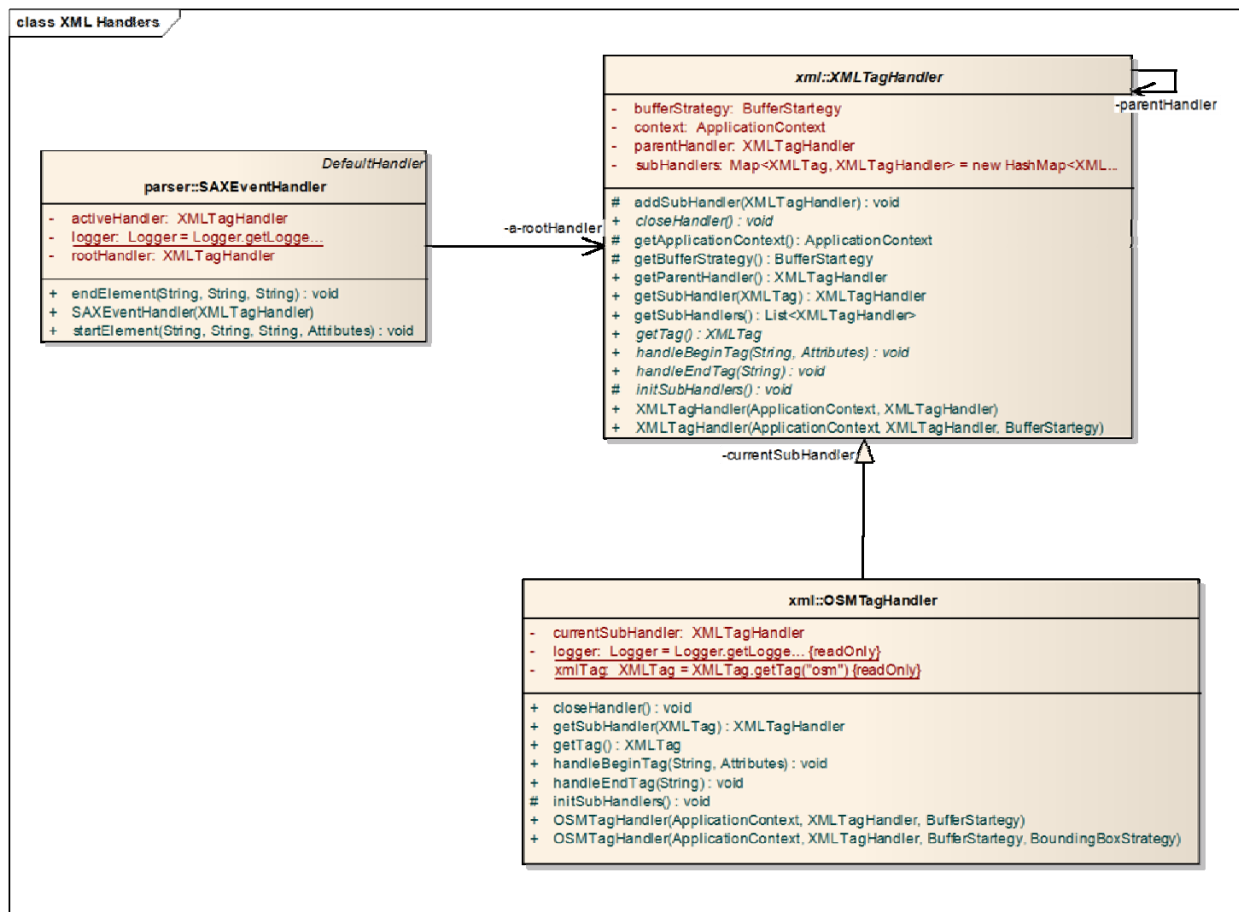 class XML Handlers
xml::XMLTagHandler
- bufferStrategy: BufferStartegy
- context: ApplicationContext
- parentHandler: XMLTagHandler
- subHandlers: Map<XMLTag, XMLTagHandler> = new HashMap<XML...
# addSubHandler(XMLTagHandler) : void
+ closeHandler() : void
# getApplicationContext() : ApplicationContext
# getBufferStrategy() : BufferStartegy
+ getParentHandler() : XMLTagHandler
+ getSubHandler(XMLTag) : XMLTagHandler
+ getSubHandlers() : List<XMLTagHandler>
+ getTag() : XMLTag
+ handleBeginTag(String, Attributes) : void
+ handleEndTag(String) : void
# initSubHandlers() : void
+ XMLTagHandler(ApplicationContext, XMLTagHandler)
+ XMLTagHandler(ApplicationContext, XMLTagHandler, BufferStartegy)
-parentHandler
DefaultHandler
parser::SAXEventHandler
- activeHandler: XMLTagHandler
- logger: Logger = Logger.getLogge...
- rootHandler: XMLTagHandler
+ endElement(String, String, String) : void
+ SAXEventHandler(XMLTagHandler)
+ startElement(String, String, String, Attributes) : void
-a-rootHandler
-currentSubHandler
xml::OSMTagHandler
- currentSubHandler: XMLTagHandler
- logger: Logger = Logger.getLogge... {readOnly}
- xmlTag: XMLTag = XMLTag.getTag("osm") {readOnly}
+ closeHandler() : void
+ getSubHandler(XMLTag) : XMLTagHandler
+ getTag() : XMLTag
+ handleBeginTag(String, Attributes) : void
+ handleEndTag(String) : void
# initSubHandlers() : void
+ OSMTagHandler(ApplicationContext, XMLTagHandler, BufferStartegy)
+ OSMTagHandler(ApplicationContext, XMLTagHandler, BufferStartegy, BoundingBoxStrategy)